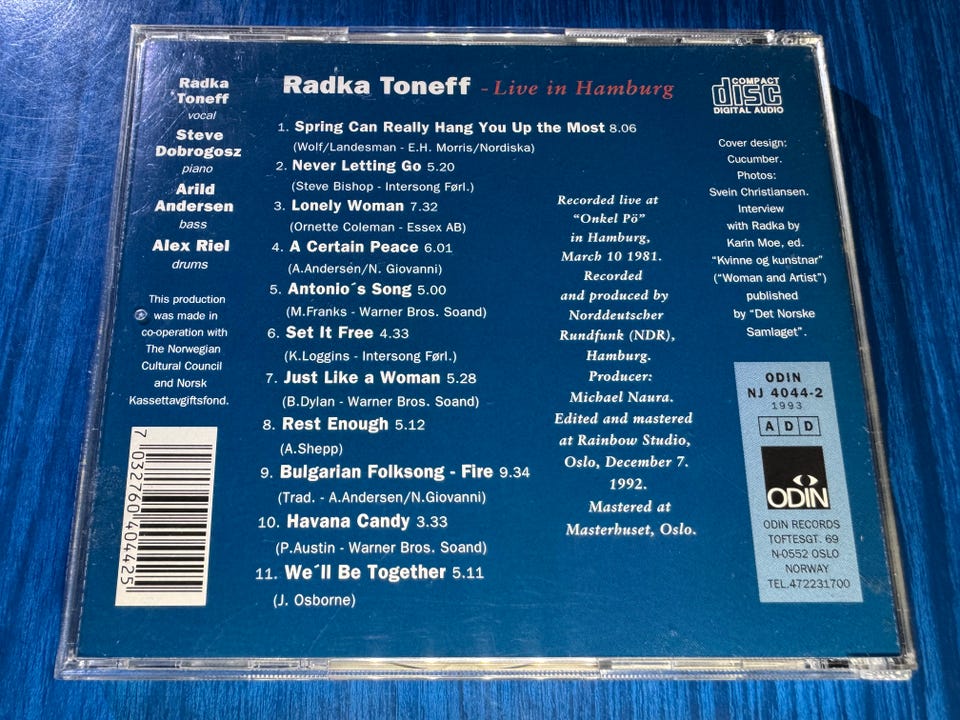 Radka
Toneff
vocal
Steve
Dobrogosz
piano
Arild
Andersen
bass
Alex Riel
drums
This production
was made in
co-operation with
The Norwegian
Cultural Council
and Norsk
Kassettavgiftsfond.
7 032760 404425
Radka Toneff - Live in Hamburg
1. Spring Can Really Hang You Up the Most 8.06
(Wolf/Landesman - E.H. Morris/Nordiska)
2. Never Letting Go 5.20
(Steve Bishop - Intersong Førl.)
3. Lonely Woman 7.32
(Ornette Coleman - Essex AB)
4. A Certain Peace 6.01
(A.Andersen/N. Giovanni)
5. Antonio´s Song 5.00
(M.Franks - Warner Bros. Soand)
6. Set It Free 4.33
(K.Loggins - Intersong Førl.)
7. Just Like a Woman 5.28
(B.Dylan - Warner Bros. Soand)
8. Rest Enough 5.12
(A.Shepp)
9. Bulgarian Folksong - Fire 9.34
(Trad. - A.Andersen/N.Giovanni)
10. Havana Candy 3.33
(P.Austin - Warner Bros. Soand)
11. We´ll Be Together 5.11
(J. Osborne)
Recorded live at
"Onkel Pö"
in Hamburg,
March 10 1981.
Recorded
and produced by
Norddeutscher
Rundfunk (NDR),
Hamburg.
Producer:
Michael Naura.
Edited and mastered
at Rainbow Studio,
Oslo, December 7.
1992.
Mastered at
Masterhuset, Oslo.
COMPACT
disc
DIGITAL AUDIO
Cover design:
Cucumber.
Photos:
Svein Christiansen.
Interview
with Radka by
Karin Moe, ed.
"Kvinne og kunstnar"
("Woman and Artist")
published
by "Det Norske
Samlaget".
ODIN
NJ 4044-2
1993
A D D
ODIN
ODIN RECORDS
TOFTESGT. 69
N-0552 OSLO
NORWAY
TEL.472231700